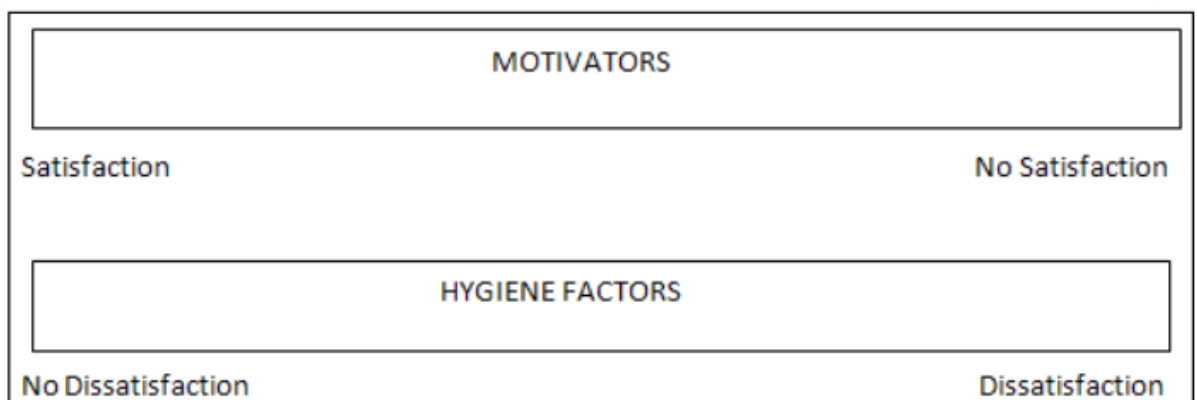 MOTIVATORS
Satisfaction No Satisfaction
HYGIENE FACTORS
No Dissatisfaction Dissatisfaction